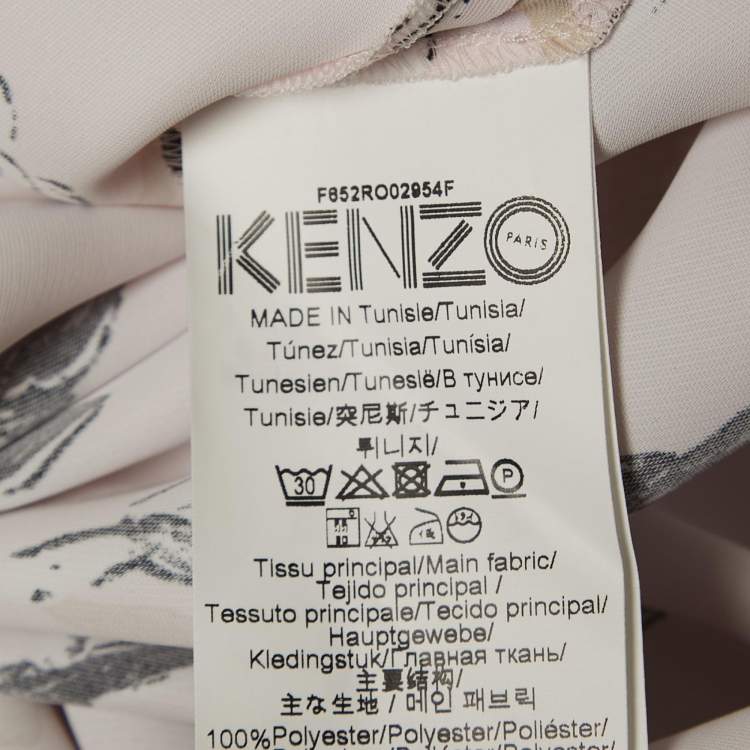 F652RO02954F
KENZO PARIS
MADE IN Tunisie/Tunisia/
Túnez/Tunisia/Tunísia/
Tunesien/Tunesië/В тунисе/
Tunisie/突尼斯/チュニジア/
튀니지/
30 P
Tissu principal/Main fabric/
Tejido principal /
Tessuto principale/Tecido principal/
Hauptgewebe/
Kledingstuk/Главная ткань/
主要结构/
主な生地 / 메인 패브릭
100%Polyester/Polyester/Poliéster/